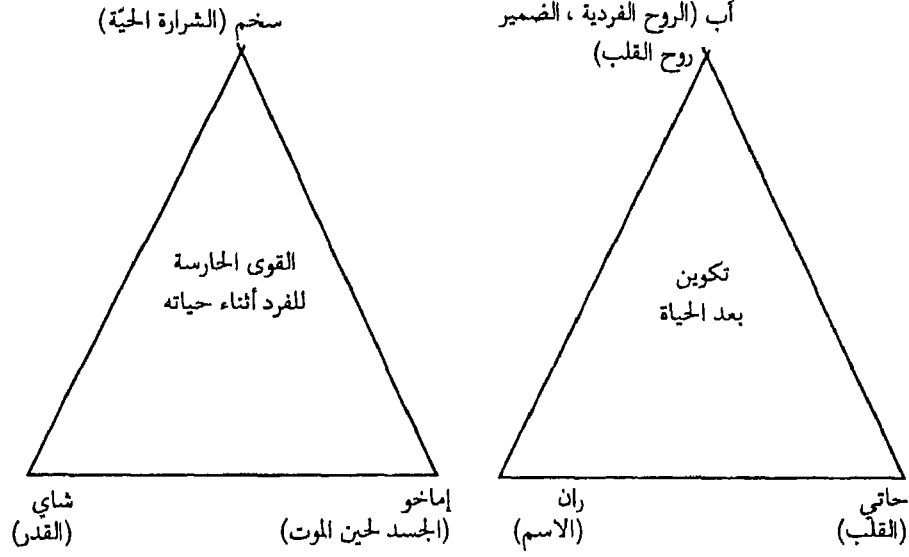 أب (الروح الفردية ، الضمير
روح القلب)
تكوين
بعد الحياة
حاتي
(القلب)
ران
(الاسم)
سخم (الشرارة الحيّة)
القوى الحارسة
للفرد أثناء حياته
إماخو
(الجسد لحين الموت)
شاي
(القدر)